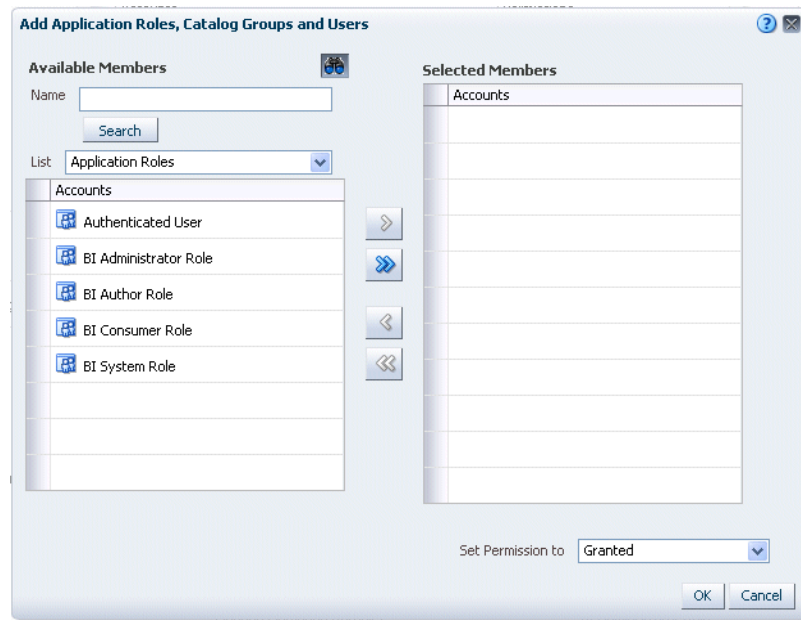 Add Application Roles, Catalog Groups and Users
Available Members
Name
Search
List Application Roles
Accounts
Authenticated User
BI Administrator Role
BI Author Role
BI Consumer Role
BI System Role
Selected Members
Accounts
Set Permission to Granted
OK Cancel